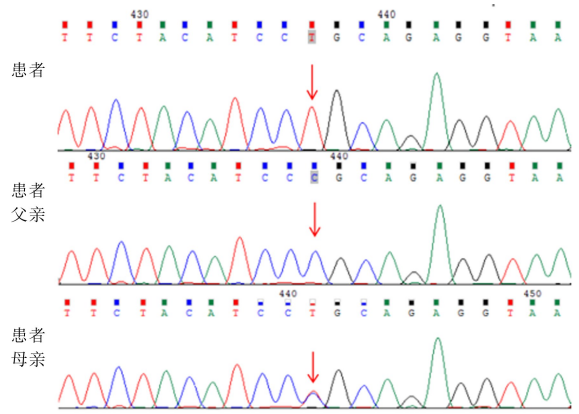 430 440
T T C T A C A T C C T G C A G A G G T A A
患者
430 440
T T C T A C A T C C C G C A G A G G T A A
患者
父亲
440 450
T T C T A C A T C C T G C A G A G G T A A
患者
母亲